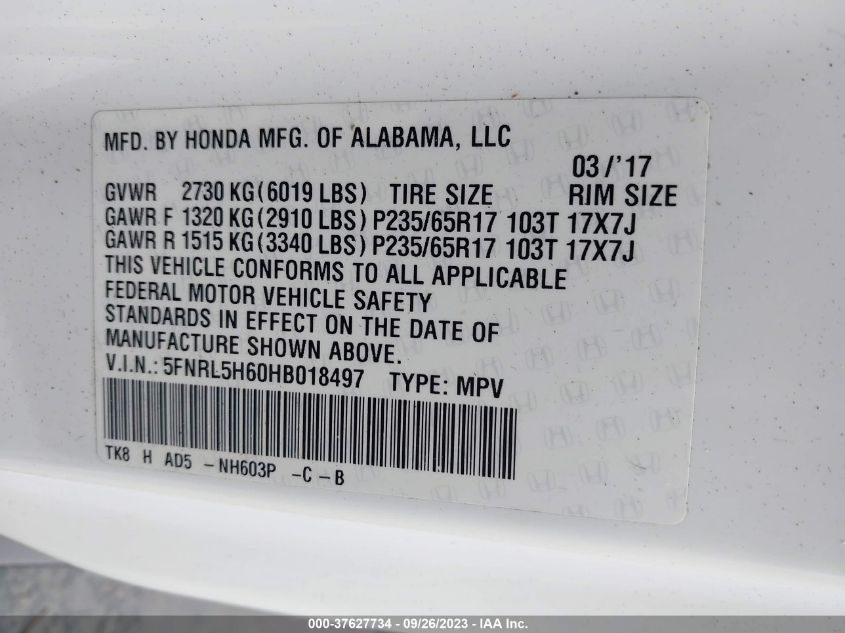 MFD. BY HONDA MFG. OF ALABAMA, LLC
03/'17
GVWR 2730 KG(6019 LBS) TIRE SIZE RIM SIZE
GAWR F 1320 KG(2910 LBS) P235/65R17 103T 17X7J
GAWR R 1515 KG(3340 LBS) P235/65R17 103T 17X7J
THIS VEHICLE CONFORMS TO ALL APPLICABLE
FEDERAL MOTOR VEHICLE SAFETY
STANDARDS IN EFFECT ON THE DATE OF
MANUFACTURE SHOWN ABOVE.
V.I.N.: 5FNRL5H60HB018497 TYPE: MPV
TK8 H AD5 -NH603P -C-B
000-37627734 - 09/26/2023 - IAA Inc.